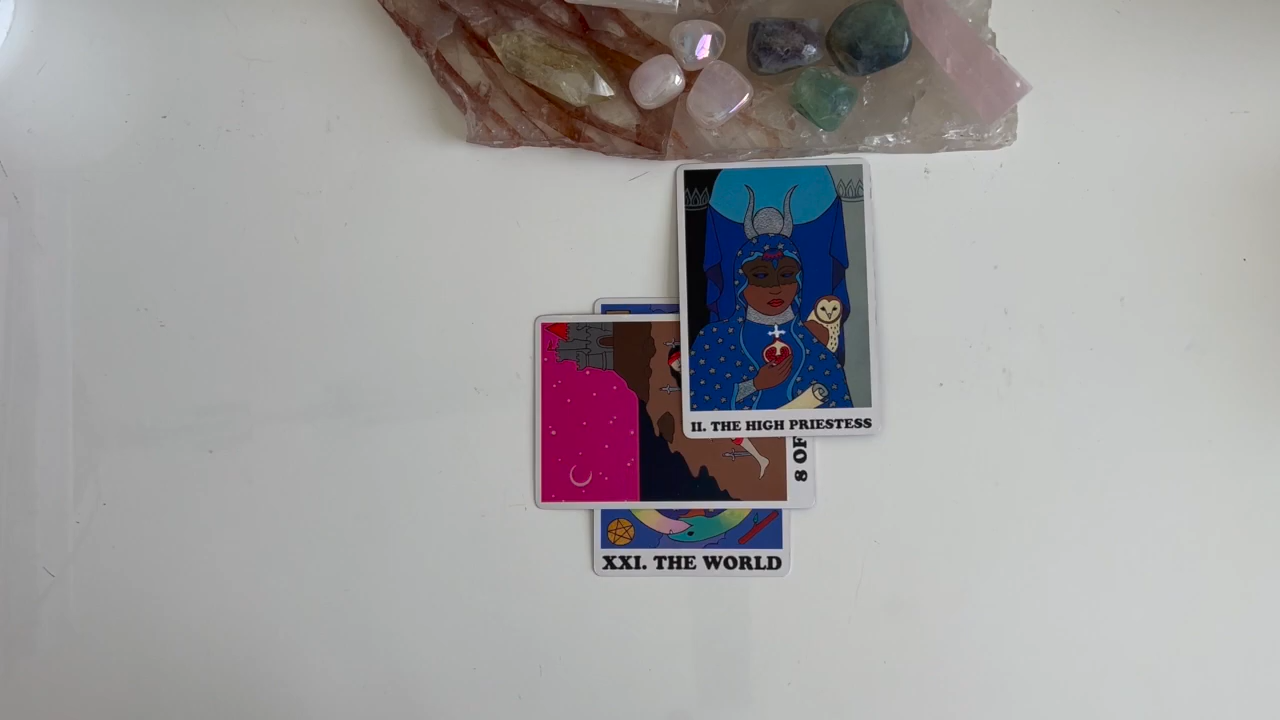 II. THE HIGH PRIESTESS
8 OF
XXI. THE WORLD